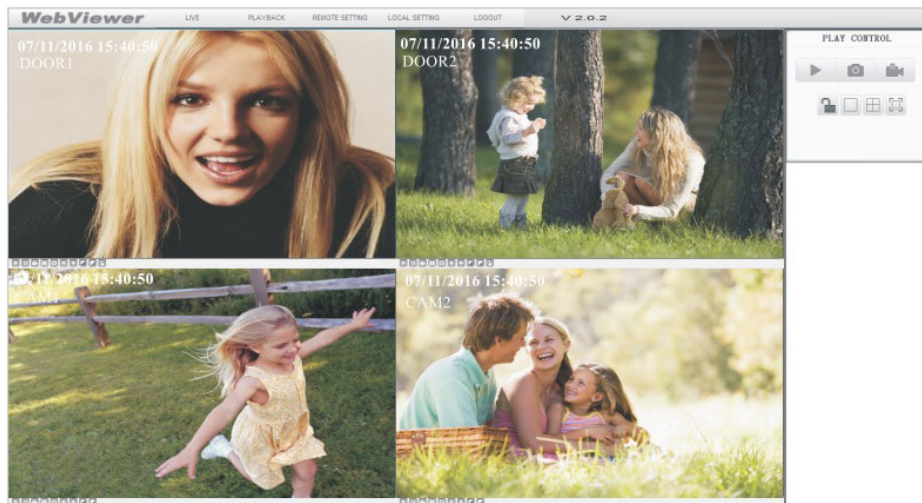 WebViewer LIVE PLAYBACK REMOTE SETTING LOCAL SETTING LOGOUT V 2.0.2
PLAY CONTROL
07/11/2016 15:40:50
DOOR1
07/11/2016 15:40:50
DOOR2
07/11/2016 15:40:50
CAM1
07/11/2016 15:40:50
CAM2